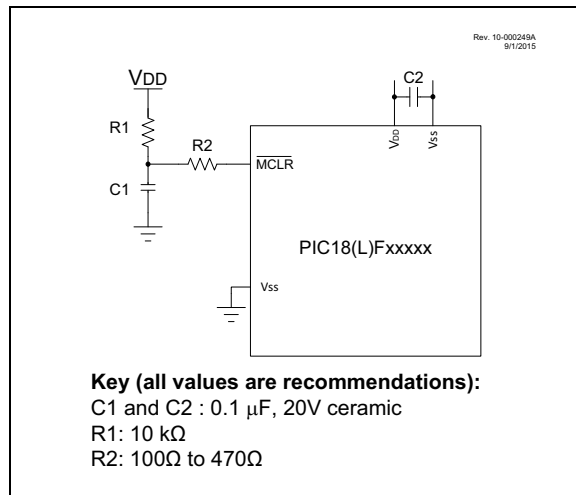 Rev. 10-000249A
9/1/2015
VDD
C2
R1
R2
VDD
Vss
MCLR
C1
PIC18(L)Fxxxxx
Vss
Key (all values are recommendations):
C1 and C2 : 0.1 μF, 20V ceramic
R1: 10 kΩ
R2: 100Ω to 470Ω